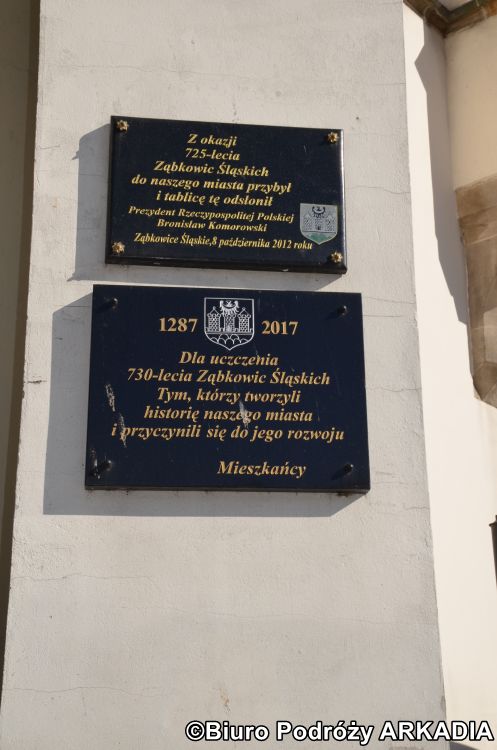 Z okazji
725-lecia
Ząbkowic Śląskich
do naszego miasta przybył
i tablicę tę odsłonił
Prezydent Rzeczypospolitej Polskiej
Bronisław Komorowski
Ząbkowice Śląskie, 8 października 2012 roku
1287 2017
Dla uczczenia
730-lecia Ząbkowic Śląskich
Tym, którzy tworzyli
historię naszego miasta
i przyczynili się do jego rozwoju
Mieszkańcy
©Biuro Podróży ARKADIA